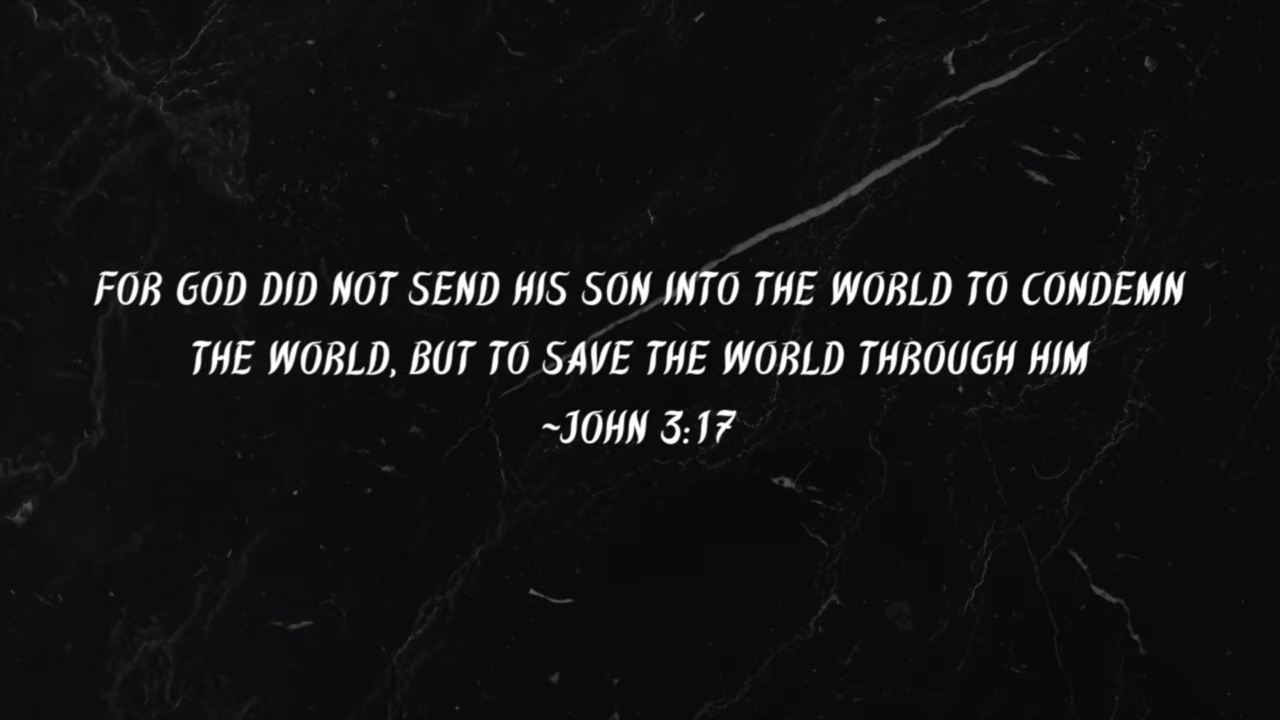 FOR GOD DID NOT SEND HIS SON INTO THE WORLD TO CONDEMN
THE WORLD, BUT TO SAVE THE WORLD THROUGH HIM
~JOHN 3:17